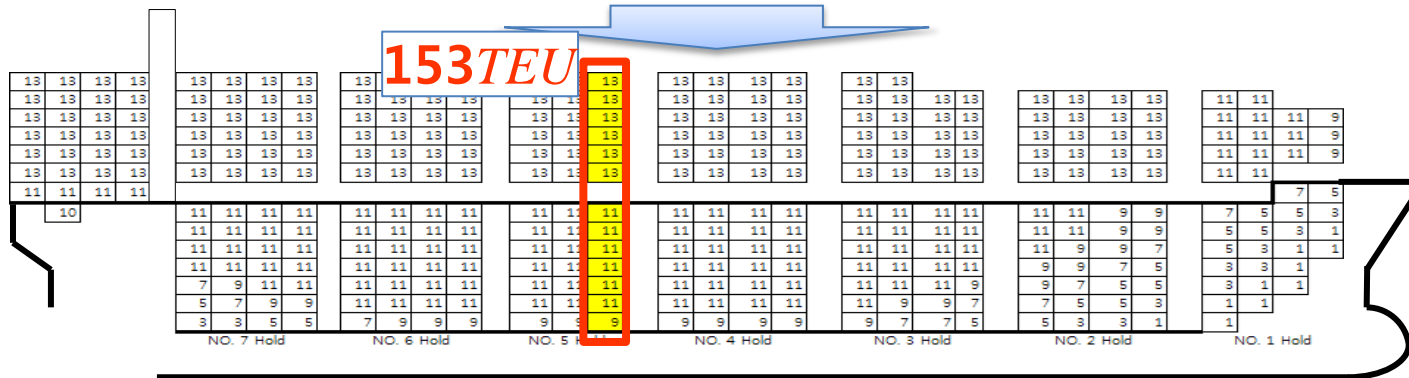 153TEU
13 13 13 13 13 13 13 13 13 13 13 13 13 13 13 13
13 13 13 13 13 13 13 13 13 13 13 13 13 13 13 13 13 13 13 13 13 13 13 13 13 13 13 13 11 11
13 13 13 13 13 13 13 13 13 13 13 13 13 13 13 13 13 13 13 13 13 13 13 13 13 13 13 13 11 11 11 9
13 13 13 13 13 13 13 13 13 13 13 13 13 13 13 13 13 13 13 13 13 13 13 13 13 13 13 13 11 11 11 9
13 13 13 13 13 13 13 13 13 13 13 13 13 13 13 13 13 13 13 13 13 13 13 13 13 13 13 13 11 11 11 9
13 13 13 13 13 13 13 13 13 13 13 13 13 13 13 13 13 13 13 13 13 13 13 13 13 13 13 13 11 11
11 11 11 11 7 5
10 11 11 11 11 11 11 11 11 11 11 11 11 11 11 11 11 11 11 11 11 11 11 9 9 7 5 5 3
11 11 11 11 11 11 11 11 11 11 11 11 11 11 11 11 11 11 11 11 11 11 9 9 5 5 3 1
11 11 11 11 11 11 11 11 11 11 11 11 11 11 11 11 11 11 11 11 11 9 9 7 5 3 1 1
11 11 11 11 11 11 11 11 11 11 11 11 11 11 11 11 11 11 11 11 9 9 7 5 3 3 1
7 9 11 11 11 11 11 11 11 11 11 11 11 11 11 11 11 11 11 9 9 7 5 5 3 1 1
5 7 9 9 11 11 11 11 11 11 11 11 11 11 11 11 11 9 9 7 7 5 5 3 1 1
3 3 5 5 7 9 9 9 9 9 9 9 9 9 9 9 9 7 7 5 5 3 3 1 1
NO. 7 Hold NO. 6 Hold NO. 5 Hold NO. 4 Hold NO. 3 Hold NO. 2 Hold NO. 1 Hold